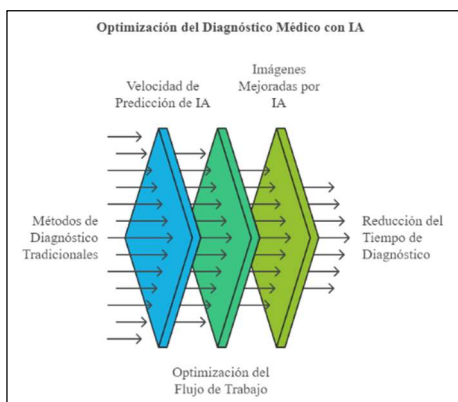 Optimización del Diagnóstico Médico con IA
Velocidad de
Predicción de IA
Imágenes
Mejoradas por
IA
Métodos de
Diagnóstico
Tradicionales
Reducción del
Tiempo de
Diagnóstico
Optimización del
Flujo de Trabajo